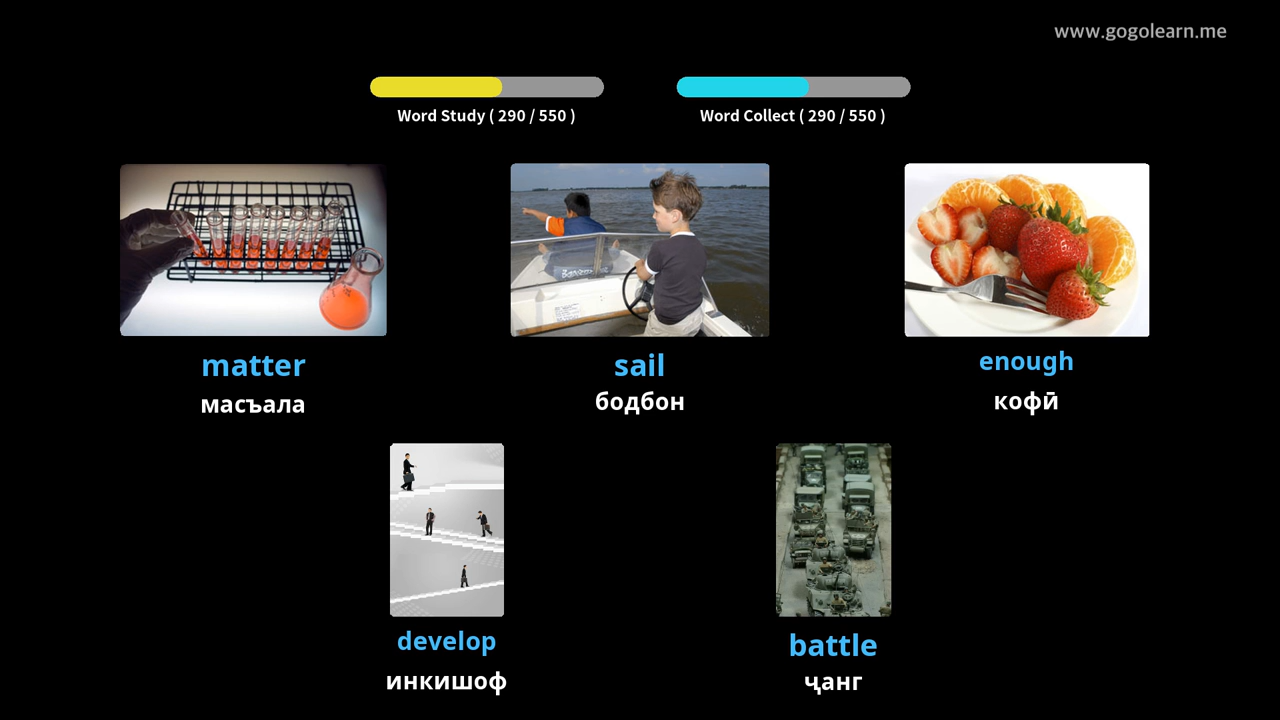 www.gogolearn.me
Word Study ( 290 / 550 )
Word Collect ( 290 / 550 )
matter
масъала
sail
бодбон
enough
кофӣ
develop
инкишоф
battle
ҷанг